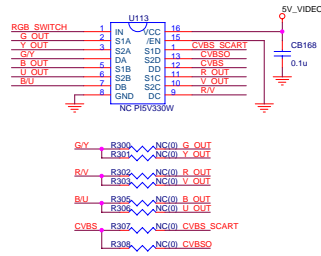 U113
5V_VIDEO
RGB_SWITCH 1 IN VCC 16
G_OUT 2 S1A /EN 15
Y_OUT 3 S2A S1D 1 CVBS_SCART
G/Y 4 DA S2D 13 CVBSO
B_OUT 5 S1B DD 12 CVBS
U_OUT 6 S2B S1C 11 R_OUT
B/U 7 DB S2C 10 V_OUT
8 GND DC 9 R/V
NC PI5V330W
CB168
0.1u
G/Y R300 NC(0) G_OUT
R301 NC(0) Y_OUT
R/V R302 NC(0) R_OUT
R303 NC(0) V_OUT
B/U R305 NC(0) B_OUT
R306 NC(0) U_OUT
CVBS R307 NC(0) CVBS_SCART
R308 NC(0) CVBSO